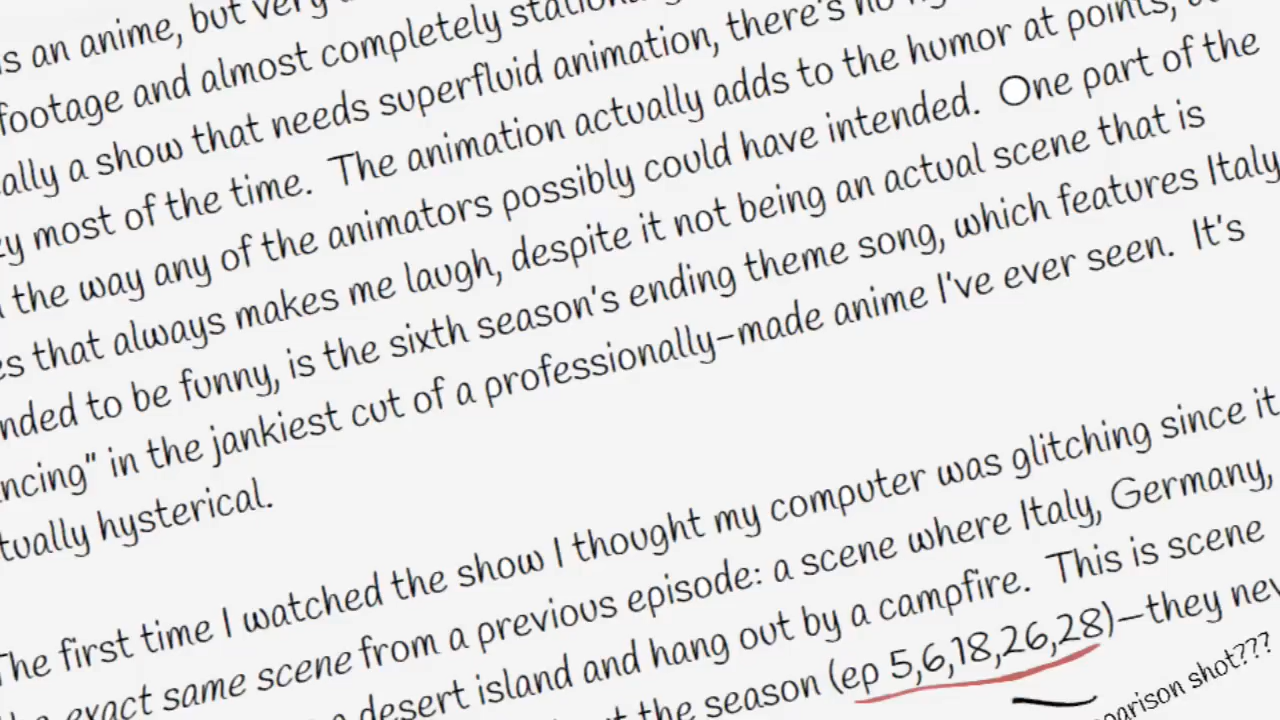 is an anime, but very
footage and almost completely
ally a show that needs superfluid animation, there's no
most of the time.  The animation actually adds to the humor at points,
the way any of the animators possibly could have intended.  One part of the
es that always makes me laugh, despite it not being an actual scene that is
nded to be funny, is the sixth season's ending theme song, which features Italy
ncing" in the jankiest cut of a professionally-made anime I've ever seen.  It's
tually hysterical.
The first time I watched the show I thought my computer was glitching since it
exact same scene from a previous episode: a scene where Italy, Germany,
desert island and hang out by a campfire.  This is scene
the season (ep 5,6,18,26,28)—they nev
parison shot???